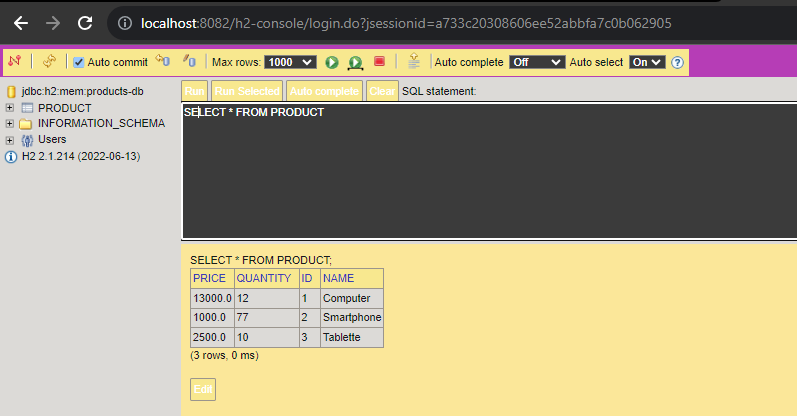 localhost:8082/h2-console/login.do?jsessionid=a733c20308606ee52abbfa7c0b062905
Auto commit Max rows: 1000 Auto complete Off Auto select On ?
jdbc:h2:mem:products-db
PRODUCT
INFORMATION_SCHEMA
Users
H2 2.1.214 (2022-06-13)
Run Run Selected Auto complete Clear SQL statement:
SELECT * FROM PRODUCT
SELECT * FROM PRODUCT;
PRICE QUANTITY ID NAME
13000.0 12 1 Computer
1000.0 77 2 Smartphone
2500.0 10 3 Tablette
(3 rows, 0 ms)
Edit